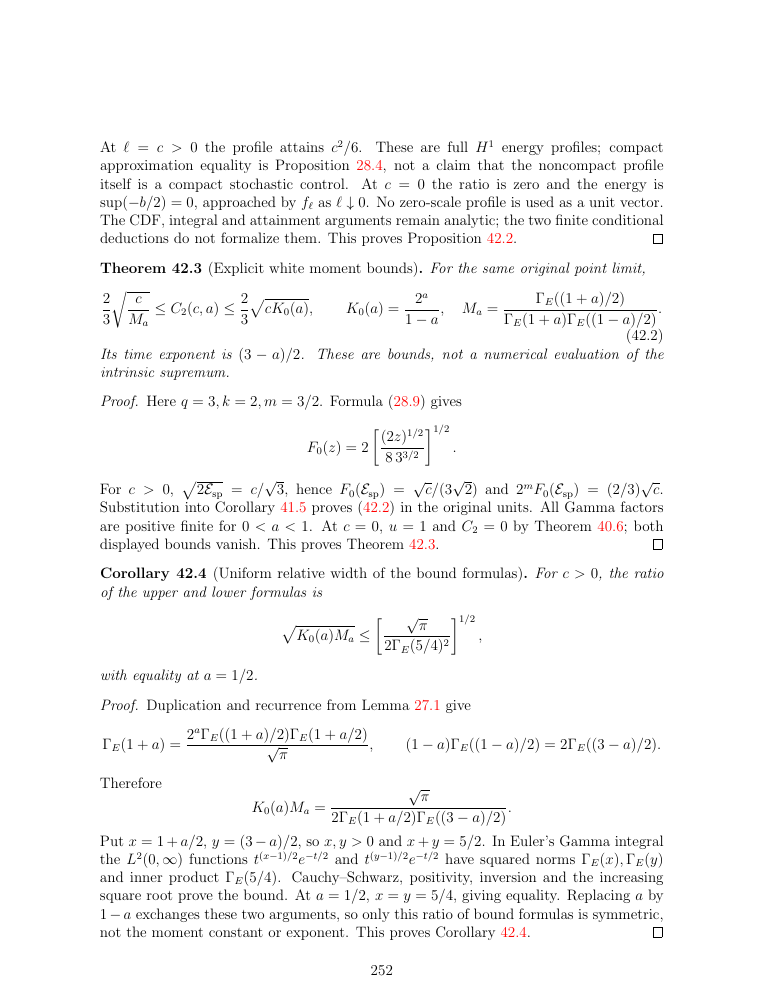 At ℓ = c > 0 the profile attains c²/6. These are full H¹ energy profiles; compact
approximation equality is Proposition 28.4, not a claim that the noncompact profile
itself is a compact stochastic control. At c = 0 the ratio is zero and the energy is
sup(−b/2) = 0, approached by f_ℓ as ℓ ↓ 0. No zero-scale profile is used as a unit vector.
The CDF, integral and attainment arguments remain analytic; the two finite conditional
deductions do not formalize them. This proves Proposition 42.2. □
Theorem 42.3 (Explicit white moment bounds). For the same original point limit,
2/3 √(c/M_a) ≤ C₂(c, a) ≤ 2/3 √(cK₀(a)), K₀(a) = 2^a/(1 − a), M_a = Γ_E((1 + a)/2)/(Γ_E(1 + a)Γ_E((1 − a)/2)).
(42.2)
Its time exponent is (3 − a)/2. These are bounds, not a numerical evaluation of the
intrinsic supremum.
Proof. Here q = 3, k = 2, m = 3/2. Formula (28.9) gives
F₀(z) = 2 [(2z)^{1/2}/(8 3^{3/2})]^{1/2}.
For c > 0, √(2ℰ_sp) = c/√3, hence F₀(ℰ_sp) = √c/(3√2) and 2^m F₀(ℰ_sp) = (2/3)√c.
Substitution into Corollary 41.5 proves (42.2) in the original units. All Gamma factors
are positive finite for 0 < a < 1. At c = 0, u = 1 and C₂ = 0 by Theorem 40.6; both
displayed bounds vanish. This proves Theorem 42.3. □
Corollary 42.4 (Uniform relative width of the bound formulas). For c > 0, the ratio
of the upper and lower formulas is
√(K₀(a)M_a) ≤ [√π/(2Γ_E(5/4)²)]^{1/2},
with equality at a = 1/2.
Proof. Duplication and recurrence from Lemma 27.1 give
Γ_E(1 + a) = 2^a Γ_E((1 + a)/2)Γ_E(1 + a/2)/√π, (1 − a)Γ_E((1 − a)/2) = 2Γ_E((3 − a)/2).
Therefore
K₀(a)M_a = √π/(2Γ_E(1 + a/2)Γ_E((3 − a)/2)).
Put x = 1 + a/2, y = (3 − a)/2, so x, y > 0 and x + y = 5/2. In Euler's Gamma integral
the L²(0, ∞) functions t^{(x−1)/2}e^{−t/2} and t^{(y−1)/2}e^{−t/2} have squared norms Γ_E(x), Γ_E(y)
and inner product Γ_E(5/4). Cauchy–Schwarz, positivity, inversion and the increasing
square root prove the bound. At a = 1/2, x = y = 5/4, giving equality. Replacing a by
1 − a exchanges these two arguments, so only this ratio of bound formulas is symmetric,
not the moment constant or exponent. This proves Corollary 42.4. □
252